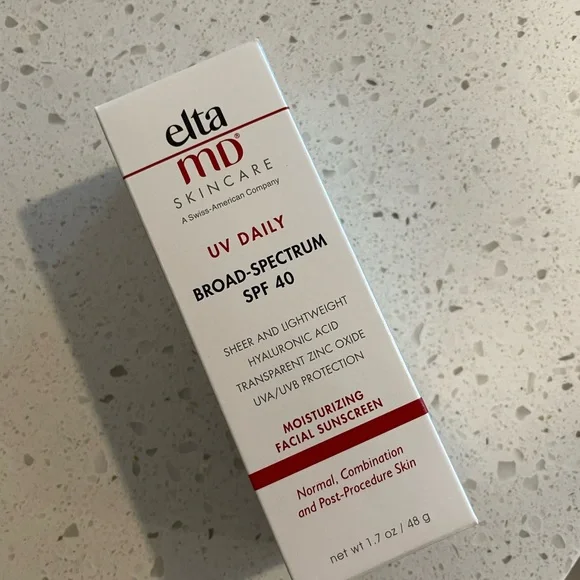 elta
MD®
SKINCARE
A Swiss-American Company
UV DAILY
BROAD-SPECTRUM
SPF 40
SHEER AND LIGHTWEIGHT
HYALURONIC ACID
TRANSPARENT ZINC OXIDE
UVA/UVB PROTECTION
MOISTURIZING
FACIAL SUNSCREEN
Normal, Combination
and Post-Procedure Skin
net wt 1.7 oz / 48 g